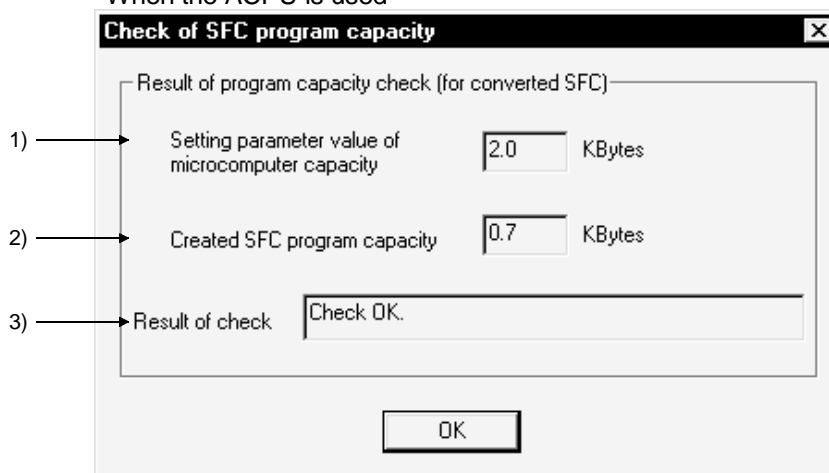 When the ACPU is used
Check of SFC program capacity
Result of program capacity check (for converted SFC)
1) Setting parameter value of microcomputer capacity 2.0 KBytes
2) Created SFC program capacity 0.7 KBytes
3) Result of check Check OK.
OK